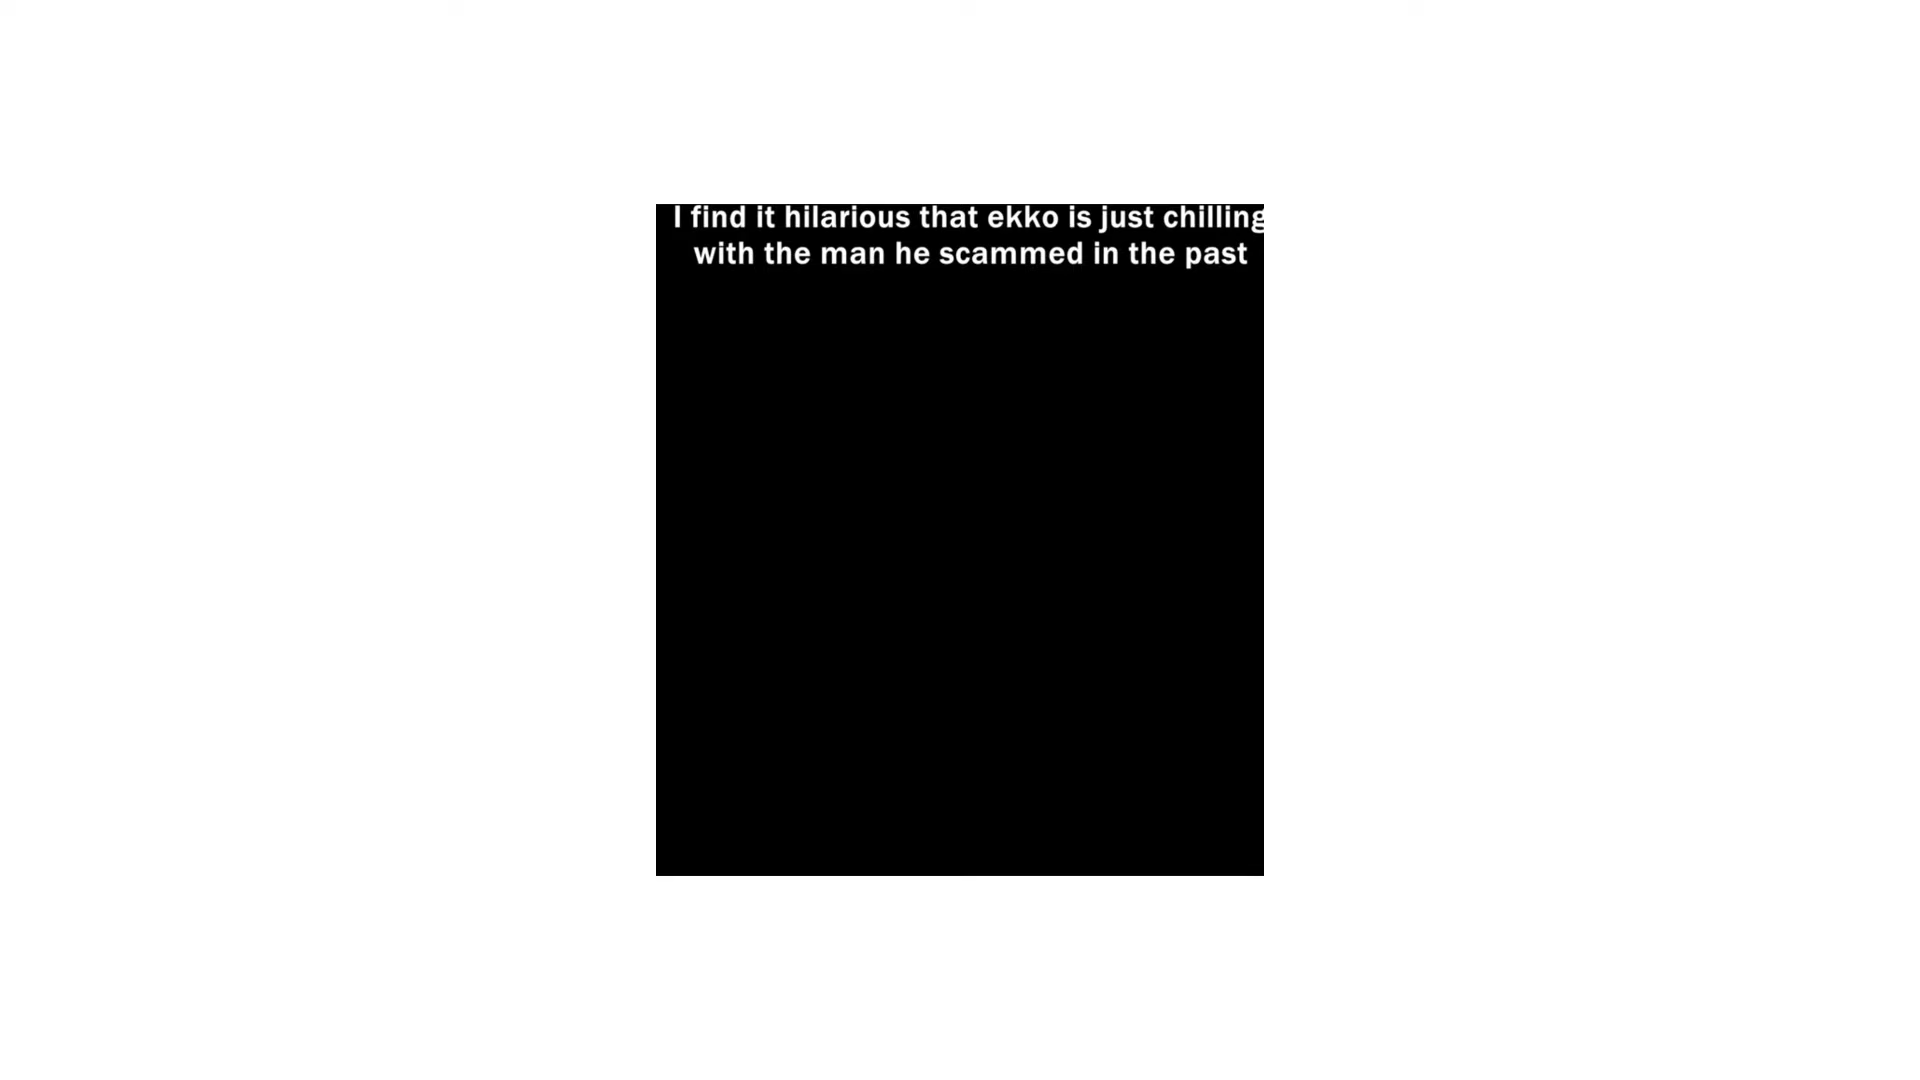 I find it hilarious that ekko is just chilling
with the man he scammed in the past